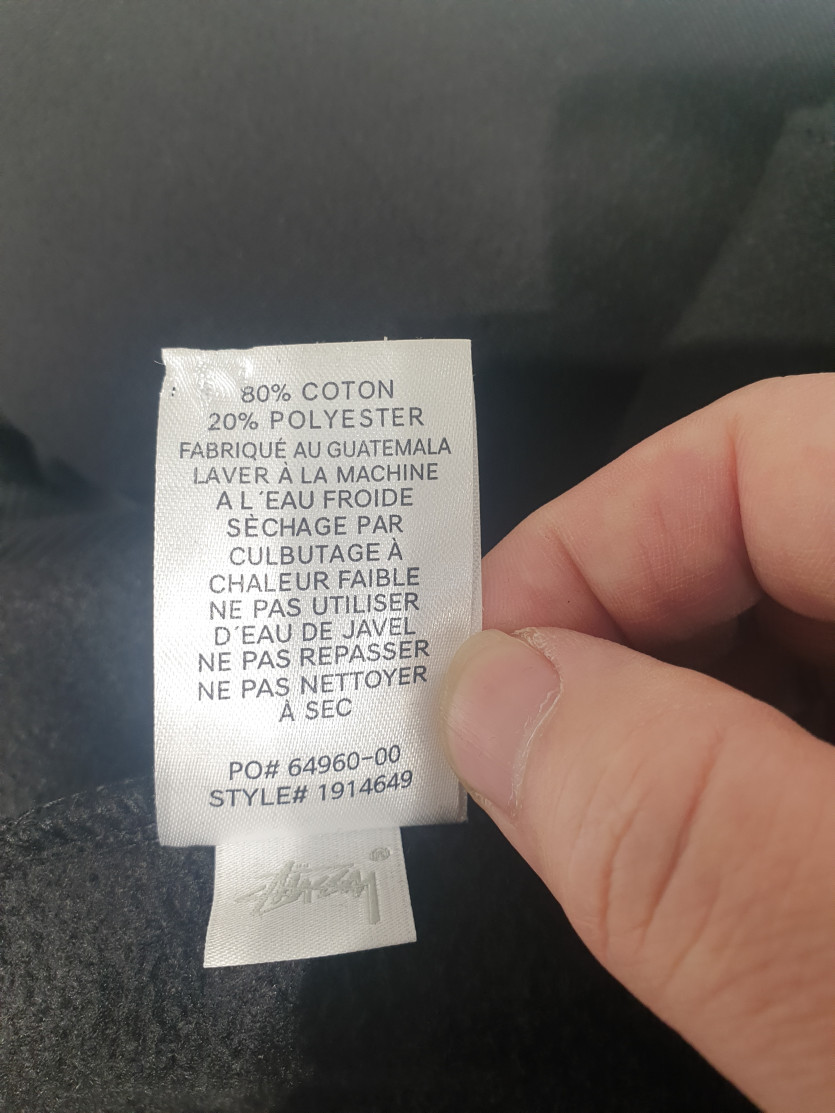 80% COTON
20% POLYESTER
FABRIQUÉ AU GUATEMALA
LAVER À LA MACHINE
A L´EAU FROIDE
SÈCHAGE PAR
CULBUTAGE À
CHALEUR FAIBLE
NE PAS UTILISER
D´EAU DE JAVEL
NE PAS REPASSER
NE PAS NETTOYER
À SEC
PO# 64960-00
STYLE# 1914649
Stüssy®